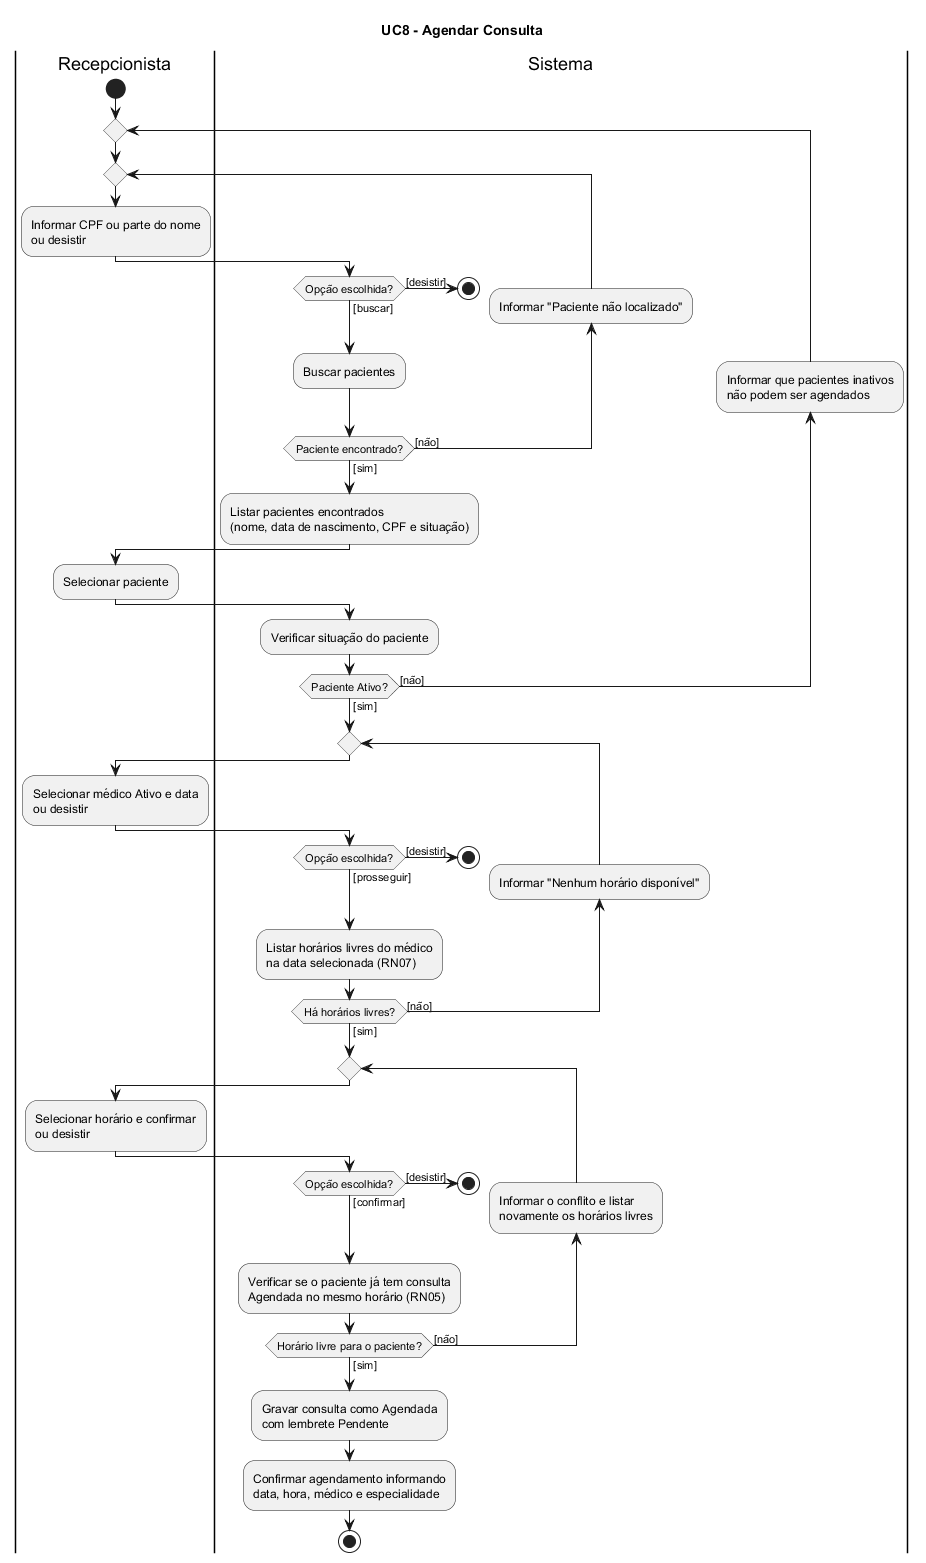 UC8 - Agendar Consulta
Recepcionista
Sistema
Informar CPF ou parte do nome
ou desistir
Opção escolhida?
[desistir]
[buscar]
Informar "Paciente não localizado"
Buscar pacientes
Informar que pacientes inativos
não podem ser agendados
Paciente encontrado?
[não]
[sim]
Listar pacientes encontrados
(nome, data de nascimento, CPF e situação)
Selecionar paciente
Verificar situação do paciente
Paciente Ativo?
[não]
[sim]
Selecionar médico Ativo e data
ou desistir
Opção escolhida?
[desistir]
[prosseguir]
Informar "Nenhum horário disponível"
Listar horários livres do médico
na data selecionada (RN07)
Há horários livres?
[não]
[sim]
Selecionar horário e confirmar
ou desistir
Opção escolhida?
[desistir]
[confirmar]
Informar o conflito e listar
novamente os horários livres
Verificar se o paciente já tem consulta
Agendada no mesmo horário (RN05)
Horário livre para o paciente?
[não]
[sim]
Gravar consulta como Agendada
com lembrete Pendente
Confirmar agendamento informando
data, hora, médico e especialidade